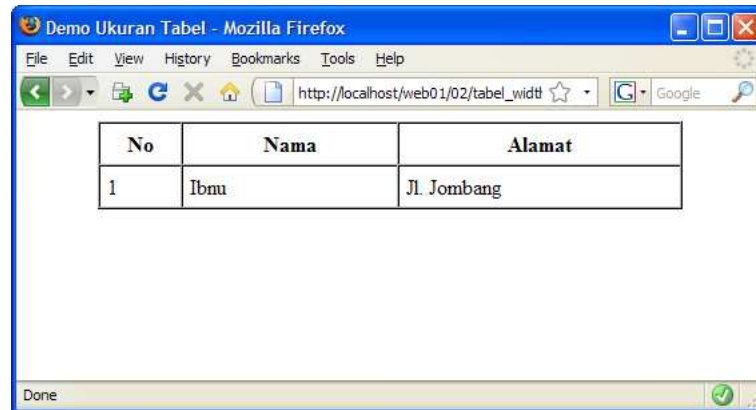 Demo Ukuran Tabel - Mozilla Firefox
File Edit View History Bookmarks Tools Help
http://localhost/web01/02/tabel_widtl G Google
No Nama Alamat
1 Ibnu Jl. Jombang
Done